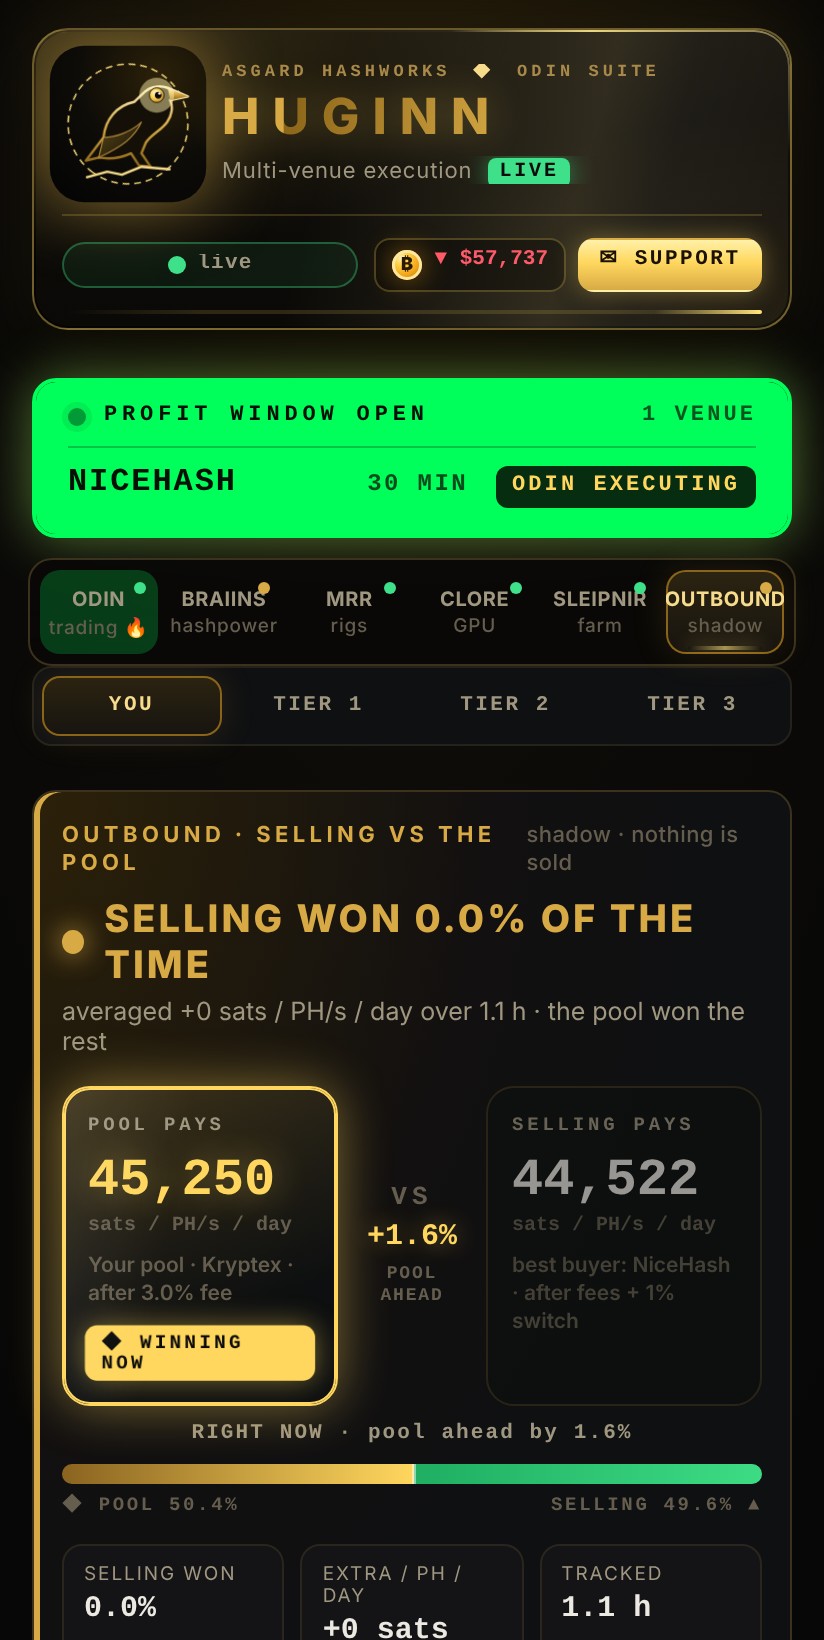 ASGARD HASHWORKS ◆ ODIN SUITE
HUGINN
Multi-venue execution LIVE
live
₿ ▼ $57,737
✉ SUPPORT
PROFIT WINDOW OPEN
1 VENUE
NICEHASH
30 MIN
ODIN EXECUTING
ODIN
trading 🔥
BRAIINS
hashpower
MRR
rigs
CLORE
GPU
SLEIPNIR
farm
OUTBOUND
shadow
YOU
TIER 1
TIER 2
TIER 3
OUTBOUND · SELLING VS THE
POOL
shadow · nothing is
sold
SELLING WON 0.0% OF THE
TIME
averaged +0 sats / PH/s / day over 1.1 h · the pool won the
rest
POOL PAYS
45,250
sats / PH/s / day
Your pool · Kryptex ·
after 3.0% fee
◆ WINNING
NOW
VS
+1.6%
POOL
AHEAD
SELLING PAYS
44,522
sats / PH/s / day
best buyer: NiceHash
· after fees + 1%
switch
RIGHT NOW · pool ahead by 1.6%
◆ POOL 50.4%
SELLING 49.6% ▲
SELLING WON
0.0%
EXTRA / PH /
DAY
+0 sats
TRACKED
1.1 h